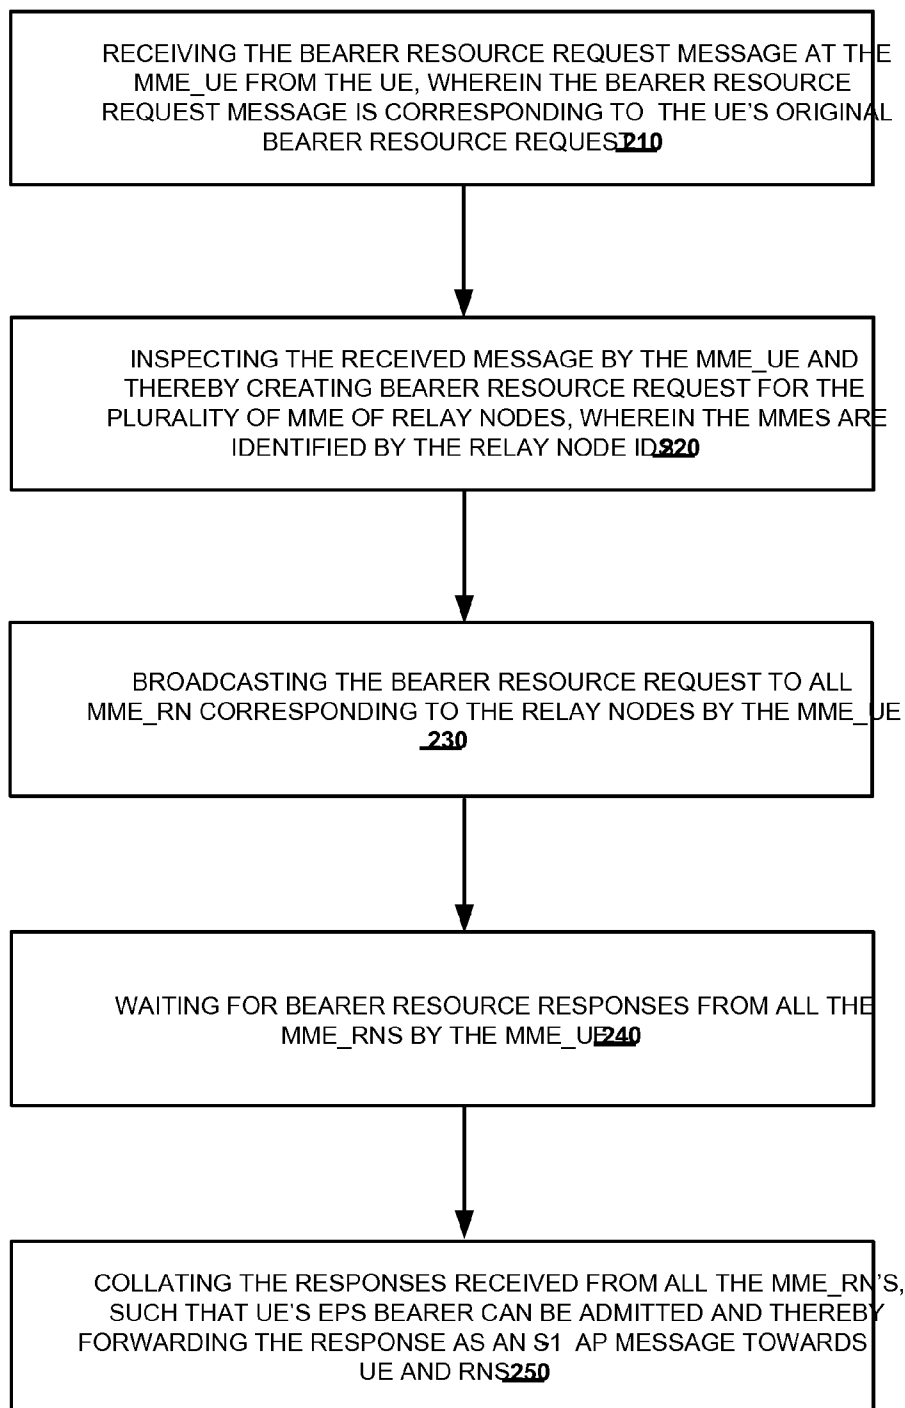 RECEIVING THE BEARER RESOURCE REQUEST MESSAGE AT THE
MME_UE FROM THE UE, WHEREIN THE BEARER RESOURCE
REQUEST MESSAGE IS CORRESPONDING TO THE UE'S ORIGINAL
BEARER RESOURCE REQUEST 210
INSPECTING THE RECEIVED MESSAGE BY THE MME_UE AND
THEREBY CREATING BEARER RESOURCE REQUEST FOR THE
PLURALITY OF MME OF RELAY NODES, WHEREIN THE MMES ARE
IDENTIFIED BY THE RELAY NODE IDS 220
BROADCASTING THE BEARER RESOURCE REQUEST TO ALL
MME_RN CORRESPONDING TO THE RELAY NODES BY THE MME_UE
230
WAITING FOR BEARER RESOURCE RESPONSES FROM ALL THE
MME_RNS BY THE MME_UE 240
COLLATING THE RESPONSES RECEIVED FROM ALL THE MME_RN'S,
SUCH THAT UE'S EPS BEARER CAN BE ADMITTED AND THEREBY
FORWARDING THE RESPONSE AS AN S1 AP MESSAGE TOWARDS
UE AND RNS 250